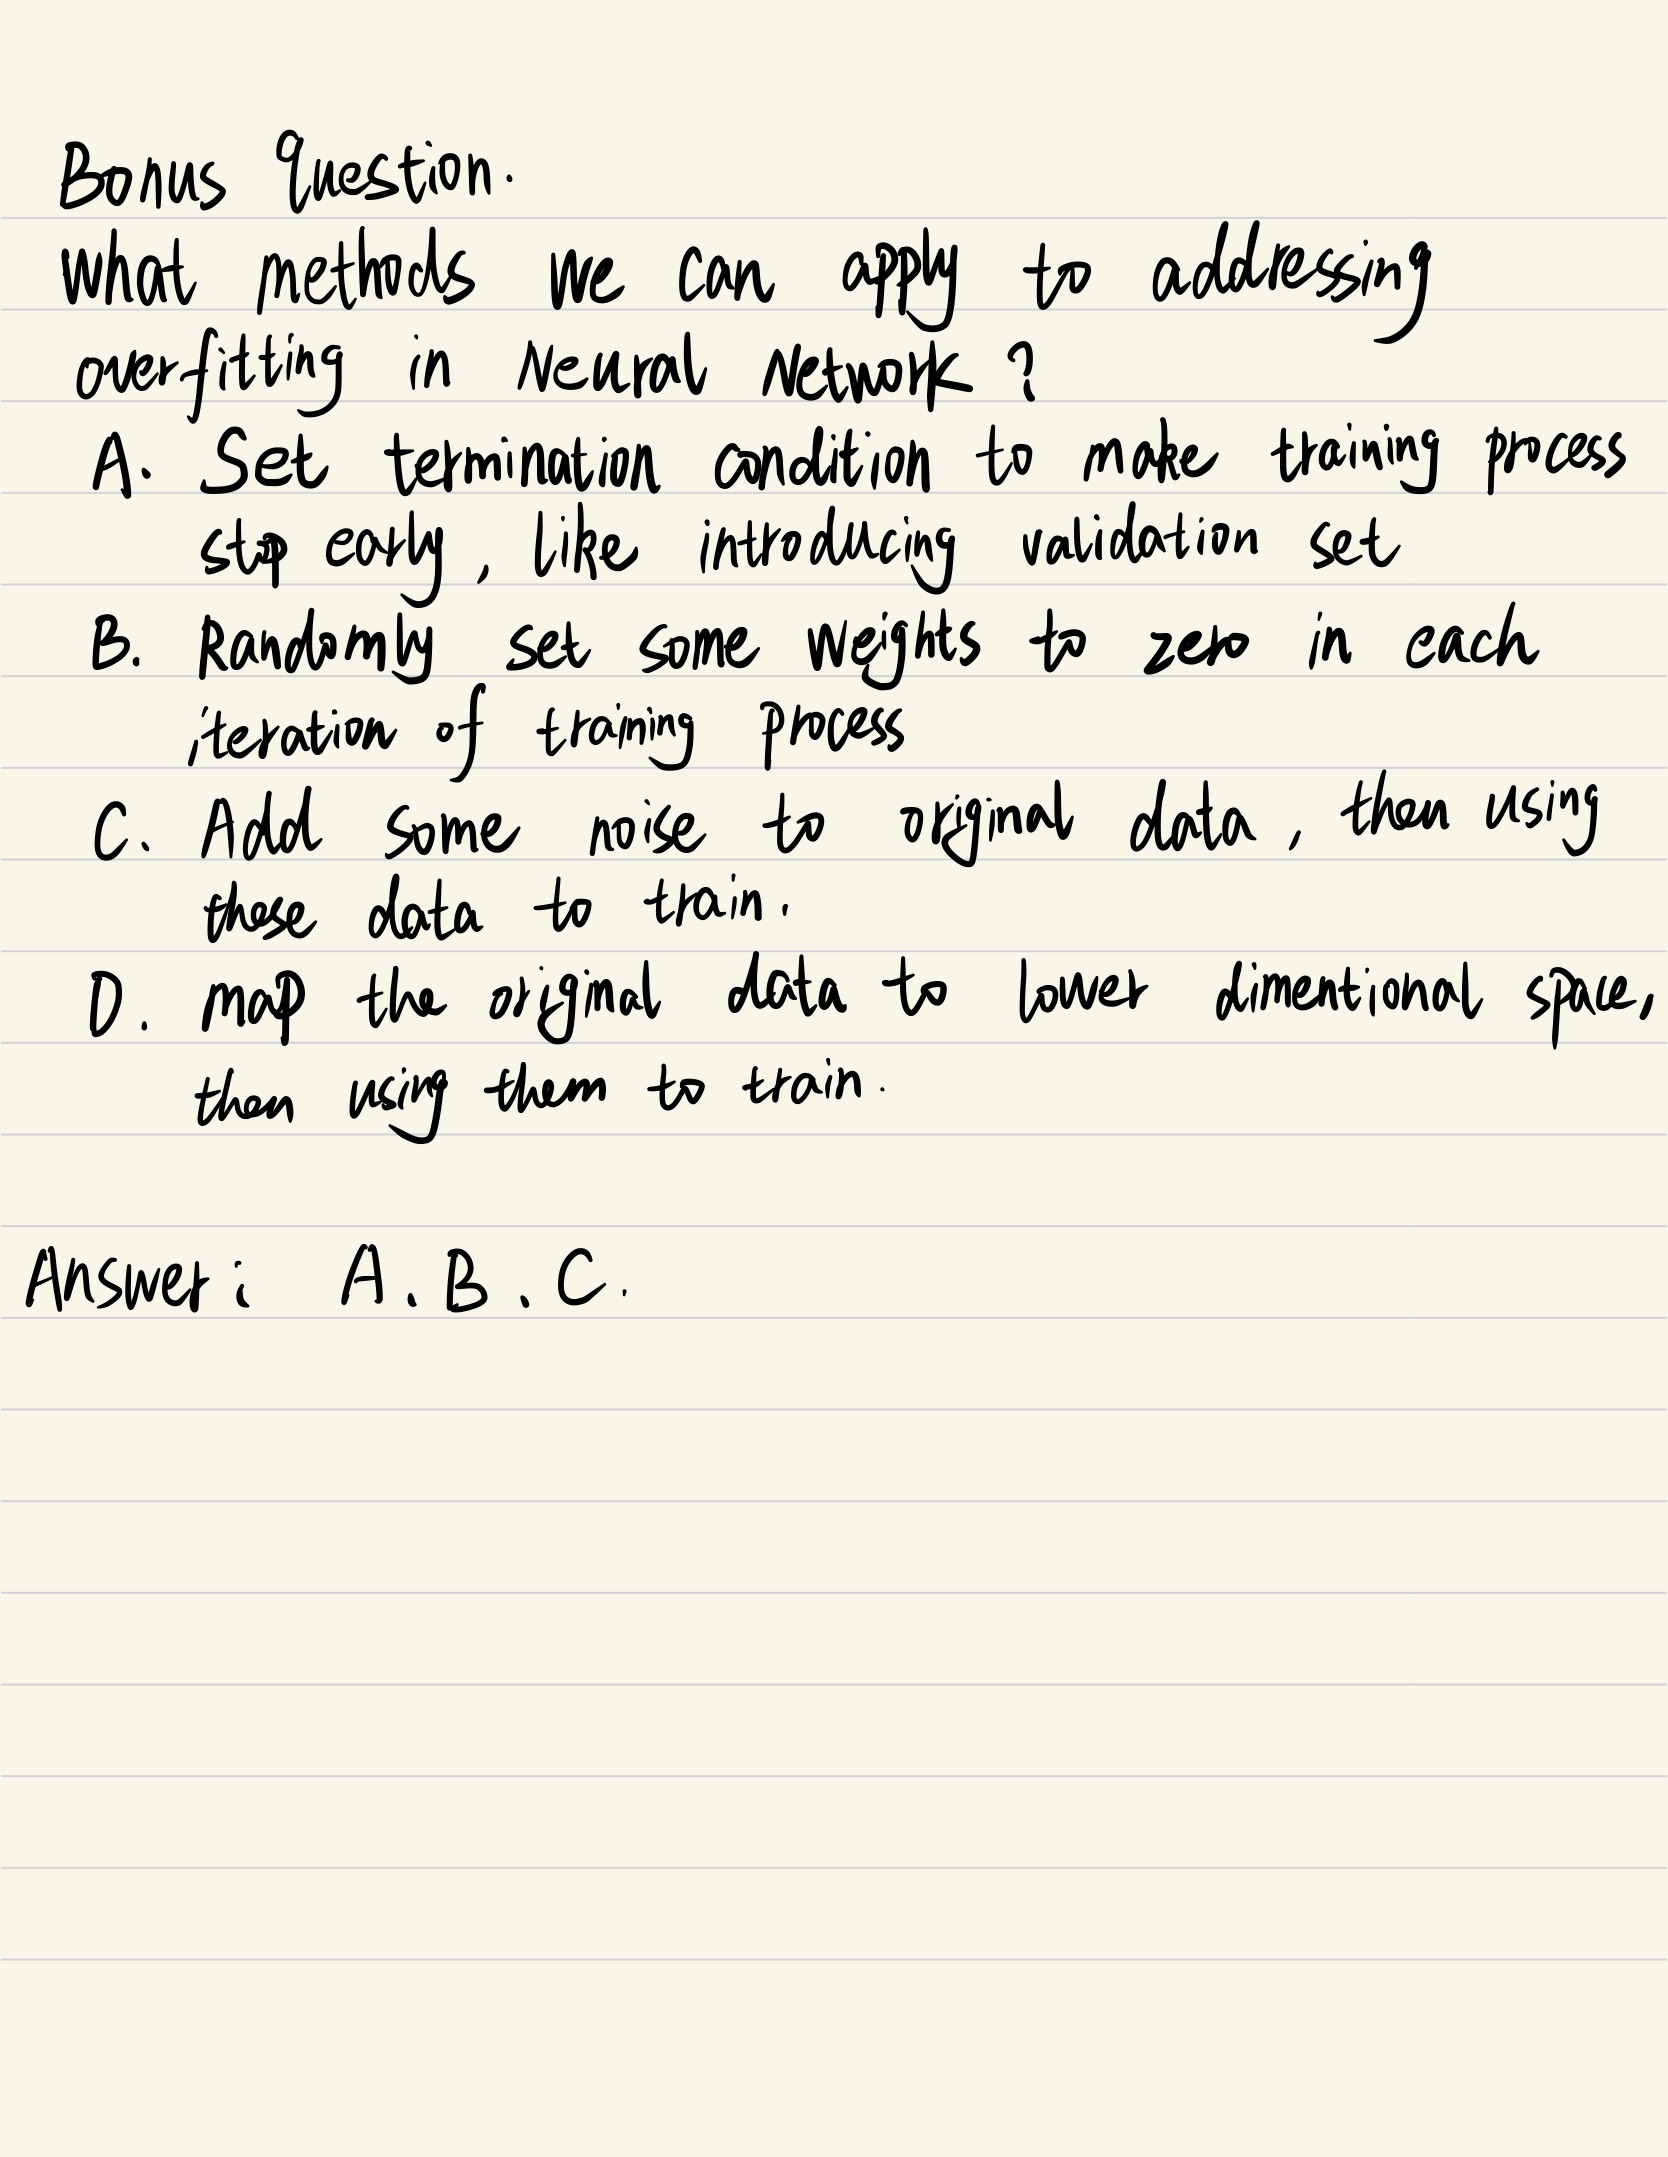 Bonus Question.
What methods we can apply to addressing
overfitting in Neural Network ?
A. Set termination condition to make training process
stop early, like introducing validation set
B. Randomly set some weights to zero in each
iteration of training process
C. Add some noise to original data, then using
these data to train.
D. map the original data to lower dimentional space,
then using them to train.
Answer: A. B. C.